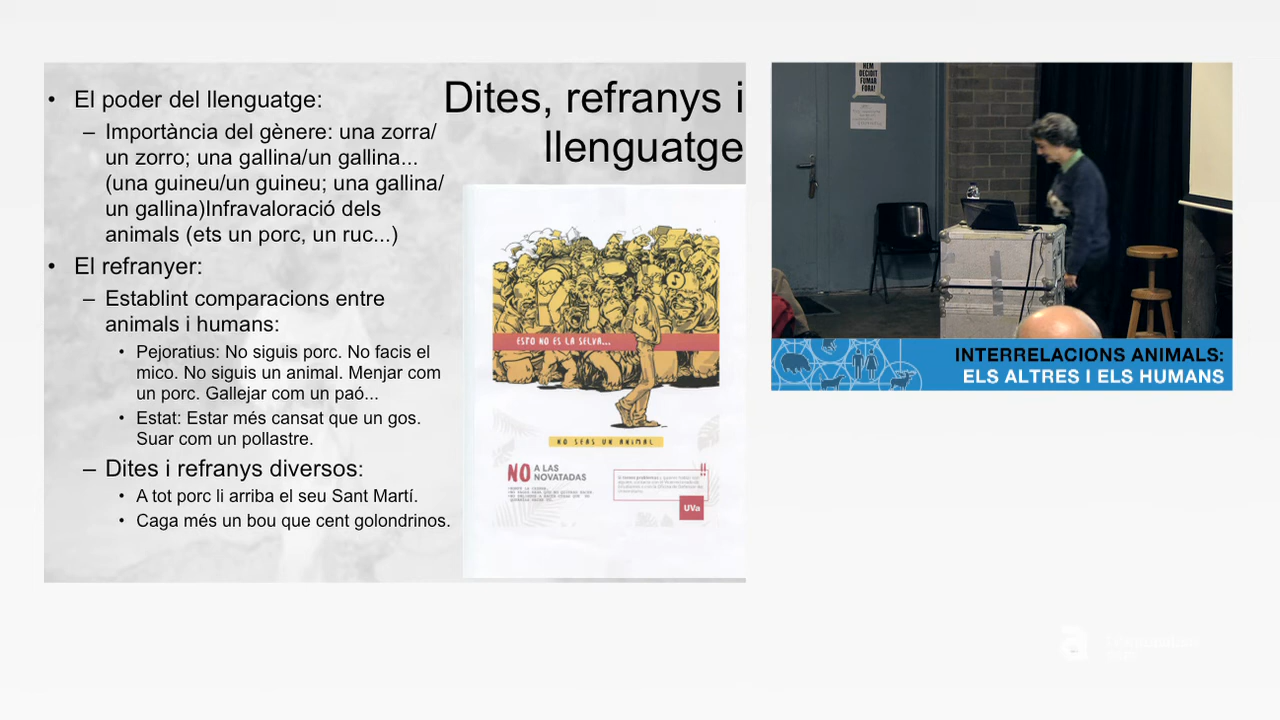 Dites, refranys i
llenguatge
• El poder del llenguatge:
– Importància del gènere: una zorra/
un zorro; una gallina/un gallina...
(una guineu/un guineu; una gallina/
un gallina)Infravaloració dels
animals (ets un porc, un ruc...)
• El refranyer:
– Establint comparacions entre
animals i humans:
• Pejoratius: No siguis porc. No facis el
mico. No siguis un animal. Menjar com
un porc. Gallejar com un paó...
• Estat: Estar més cansat que un gos.
Suar com un pollastre.
– Dites i refranys diversos:
• A tot porc li arriba el seu Sant Martí.
• Caga més un bou que cent golondrinos.
ESTO NO ES LA SELVA...
NO SEAS UN ANIMAL
NO A LAS
NOVATADAS
UVa
HEM
DECIDIT
FUMAR
FORA!
INTERRELACIONS ANIMALS:
ELS ALTRES I ELS HUMANS